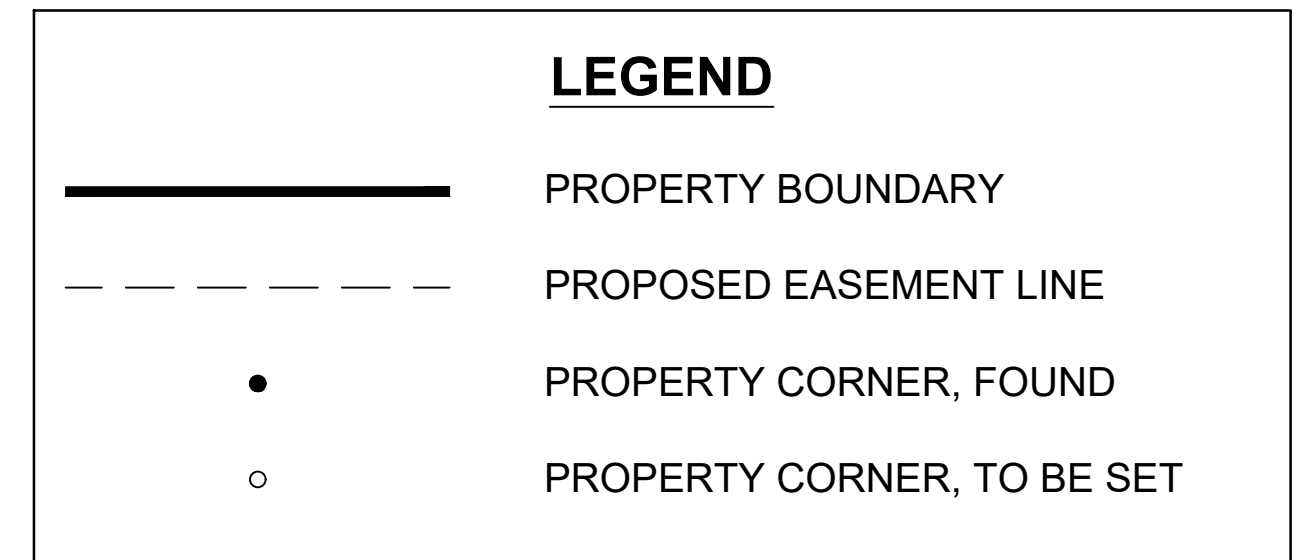 LEGEND
PROPERTY BOUNDARY
PROPOSED EASEMENT LINE
PROPERTY CORNER, FOUND
PROPERTY CORNER, TO BE SET